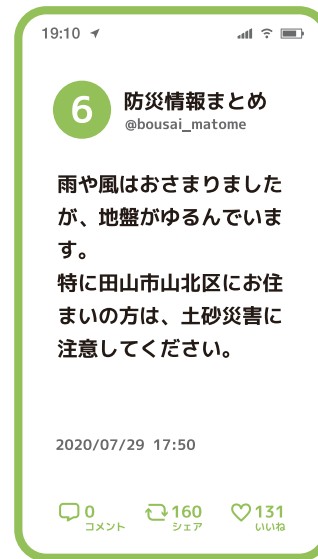 19:10
6
防災情報まとめ
@bousai_matome
雨や風はおさまりました
が、地盤がゆるんでいま
す。
特に田山市山北区にお住
まいの方は、土砂災害に
注意してください。
2020/07/29 17:50
0 160 131
コメント シェア いいね